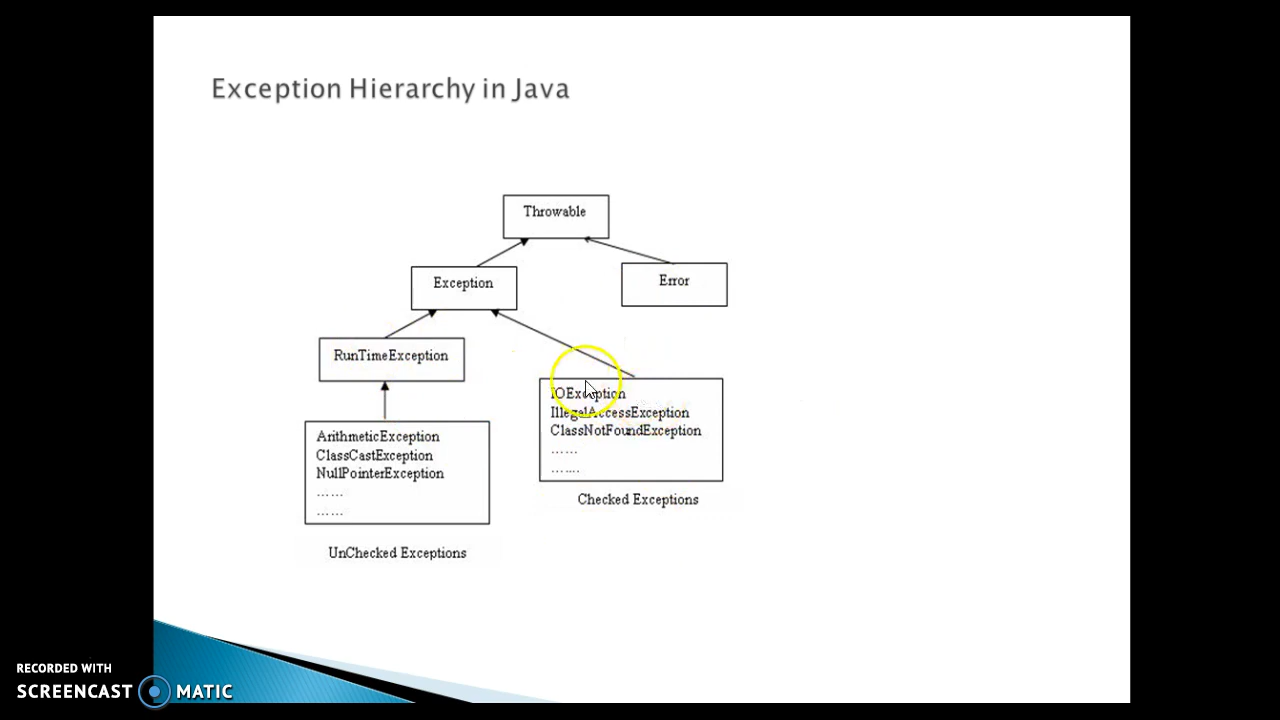 Exception Hierarchy in Java
Throwable
Exception
Error
RunTimeException
IOException
IllegalAccessException
ClassNotFoundException
......
.......
Checked Exceptions
ArithmeticException
ClassCastException
NullPointerException
......
......
UnChecked Exceptions
RECORDED WITH
SCREENCAST MATIC